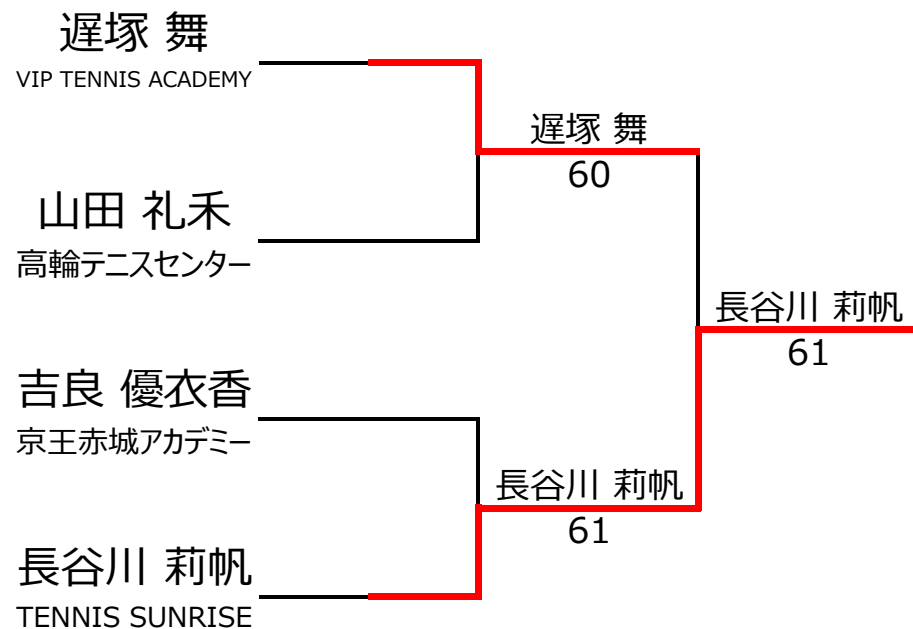 遅塚 舞
VIP TENNIS ACADEMY
遅塚 舞
60
山田 礼禾
高輪テニスセンター
長谷川 莉帆
61
吉良 優衣香
京王赤城アカデミー
長谷川 莉帆
61
長谷川 莉帆
TENNIS SUNRISE